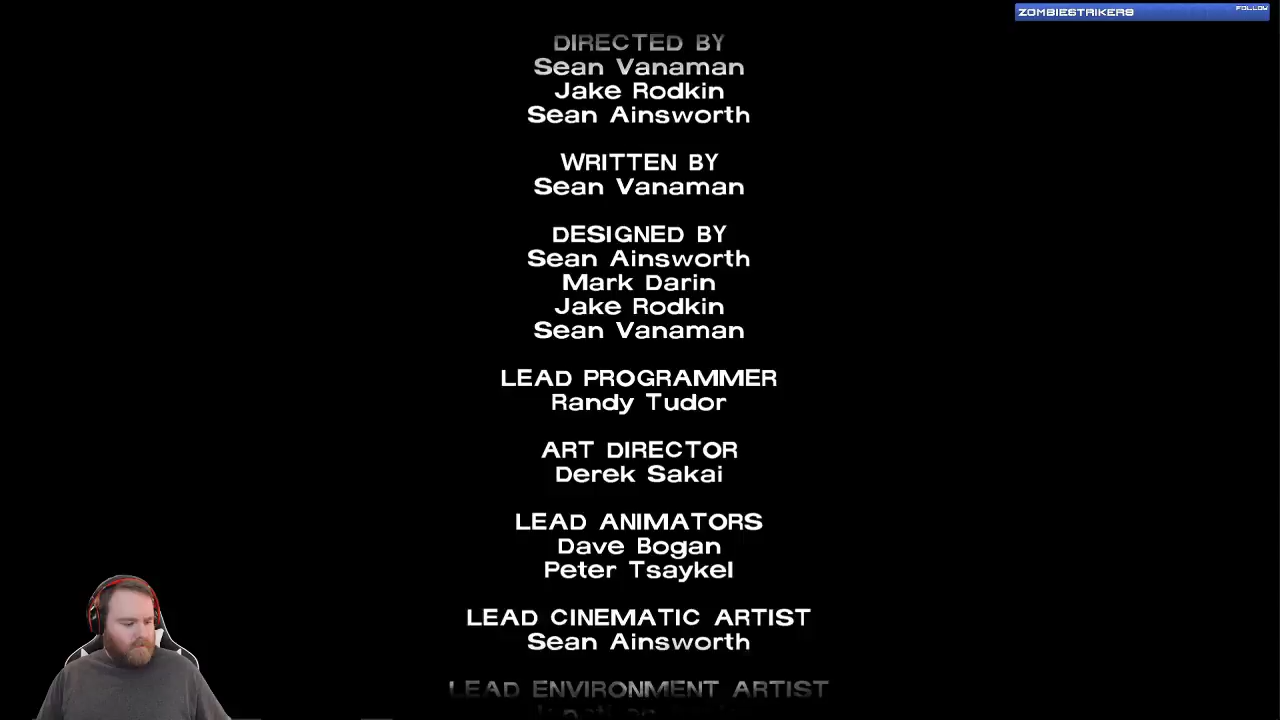 ZOMBIESTRIKER8
FOLLOW
DIRECTED BY
Sean Vanaman
Jake Rodkin
Sean Ainsworth
WRITTEN BY
Sean Vanaman
DESIGNED BY
Sean Ainsworth
Mark Darin
Jake Rodkin
Sean Vanaman
LEAD PROGRAMMER
Randy Tudor
ART DIRECTOR
Derek Sakai
LEAD ANIMATORS
Dave Bogan
Peter Tsaykel
LEAD CINEMATIC ARTIST
Sean Ainsworth
LEAD ENVIRONMENT ARTIST